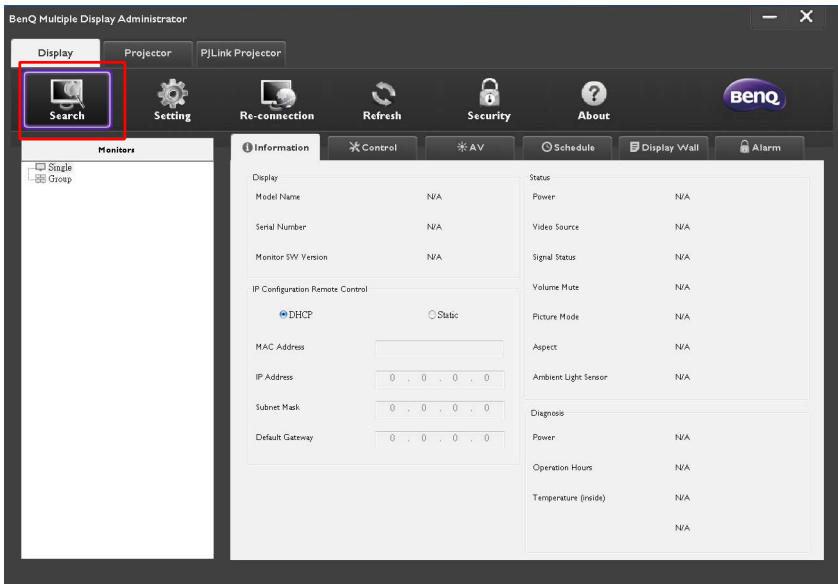 BenQ Multiple Display Administrator
Display Projector PJLink Projector
Search Setting Re-connection Refresh Security About BenQ
Monitors
Single
Group
Information Control AV Schedule Display Wall Alarm
Display
Model Name N/A
Serial Number N/A
Monitor SW Version N/A
IP Configuration Remote Control
DHCP Static
MAC Address
IP Address 0 . 0 . 0 . 0
Subnet Mask 0 . 0 . 0 . 0
Default Gateway 0 . 0 . 0 . 0
Status
Power N/A
Video Source N/A
Signal Status N/A
Volume Mute N/A
Picture Mode N/A
Aspect N/A
Ambient Light Sensor N/A
Diagnosis
Power N/A
Operation Hours N/A
Temperature (inside) N/A
N/A